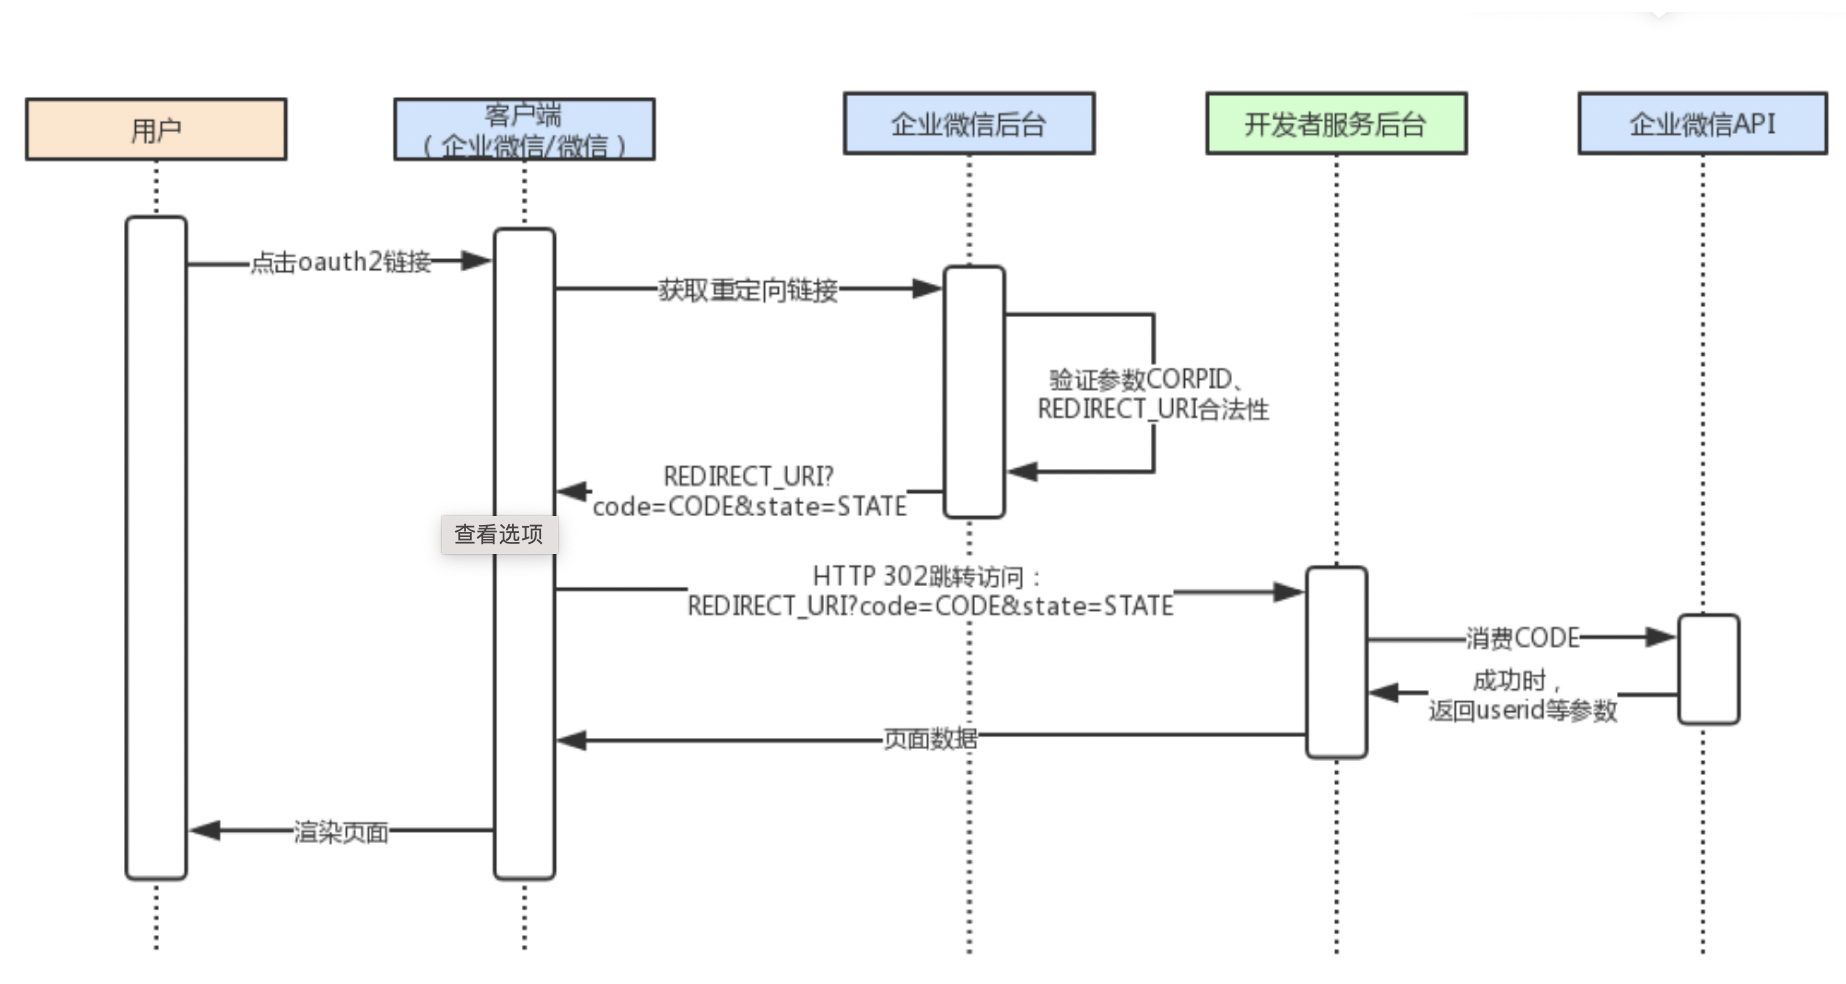 用户
客户端
（企业微信/微信）
企业微信后台
开发者服务后台
企业微信API
点击oauth2链接
获取重定向链接
验证参数CORPID、
REDIRECT_URI合法性
REDIRECT_URI?
code=CODE&state=STATE
查看选项
HTTP 302跳转访问：
REDIRECT_URI?code=CODE&state=STATE
消费CODE
成功时，
返回userid等参数
页面数据
渲染页面